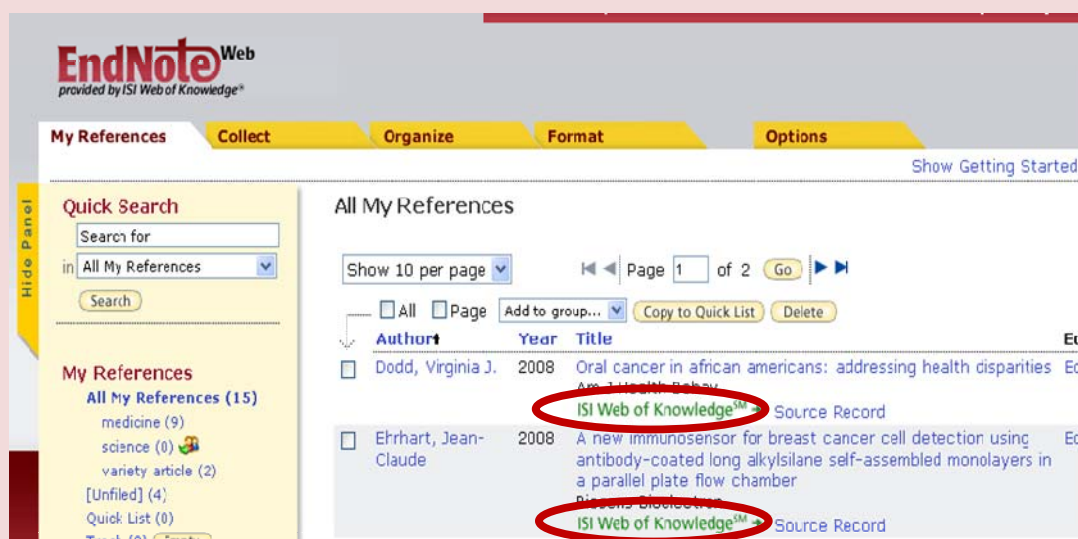 EndNote Web
provided by ISI Web of Knowledge®
My References
Collect
Organize
Format
Options
Show Getting Started
Hide Panel
Quick Search
Search for
in All My References
Search
My References
All My References (15)
medicine (9)
science (0)
variety article (2)
[Unfiled] (4)
Quick List (0)
All My References
Show 10 per page
Page 1 of 2 Go
All Page Add to group... Copy to Quick List Delete
Author Year Title
Dodd, Virginia J. 2008 Oral cancer in african americans: addressing health disparities
Am J Health Behav
ISI Web of Knowledge℠ Source Record
Ehrhart, Jean- 2008 A new immunosensor for breast cancer cell detection using
Claude antibody-coated long alkylsilane self-assembled monolayers in
a parallel plate flow chamber
ISI Web of Knowledge℠ Source Record